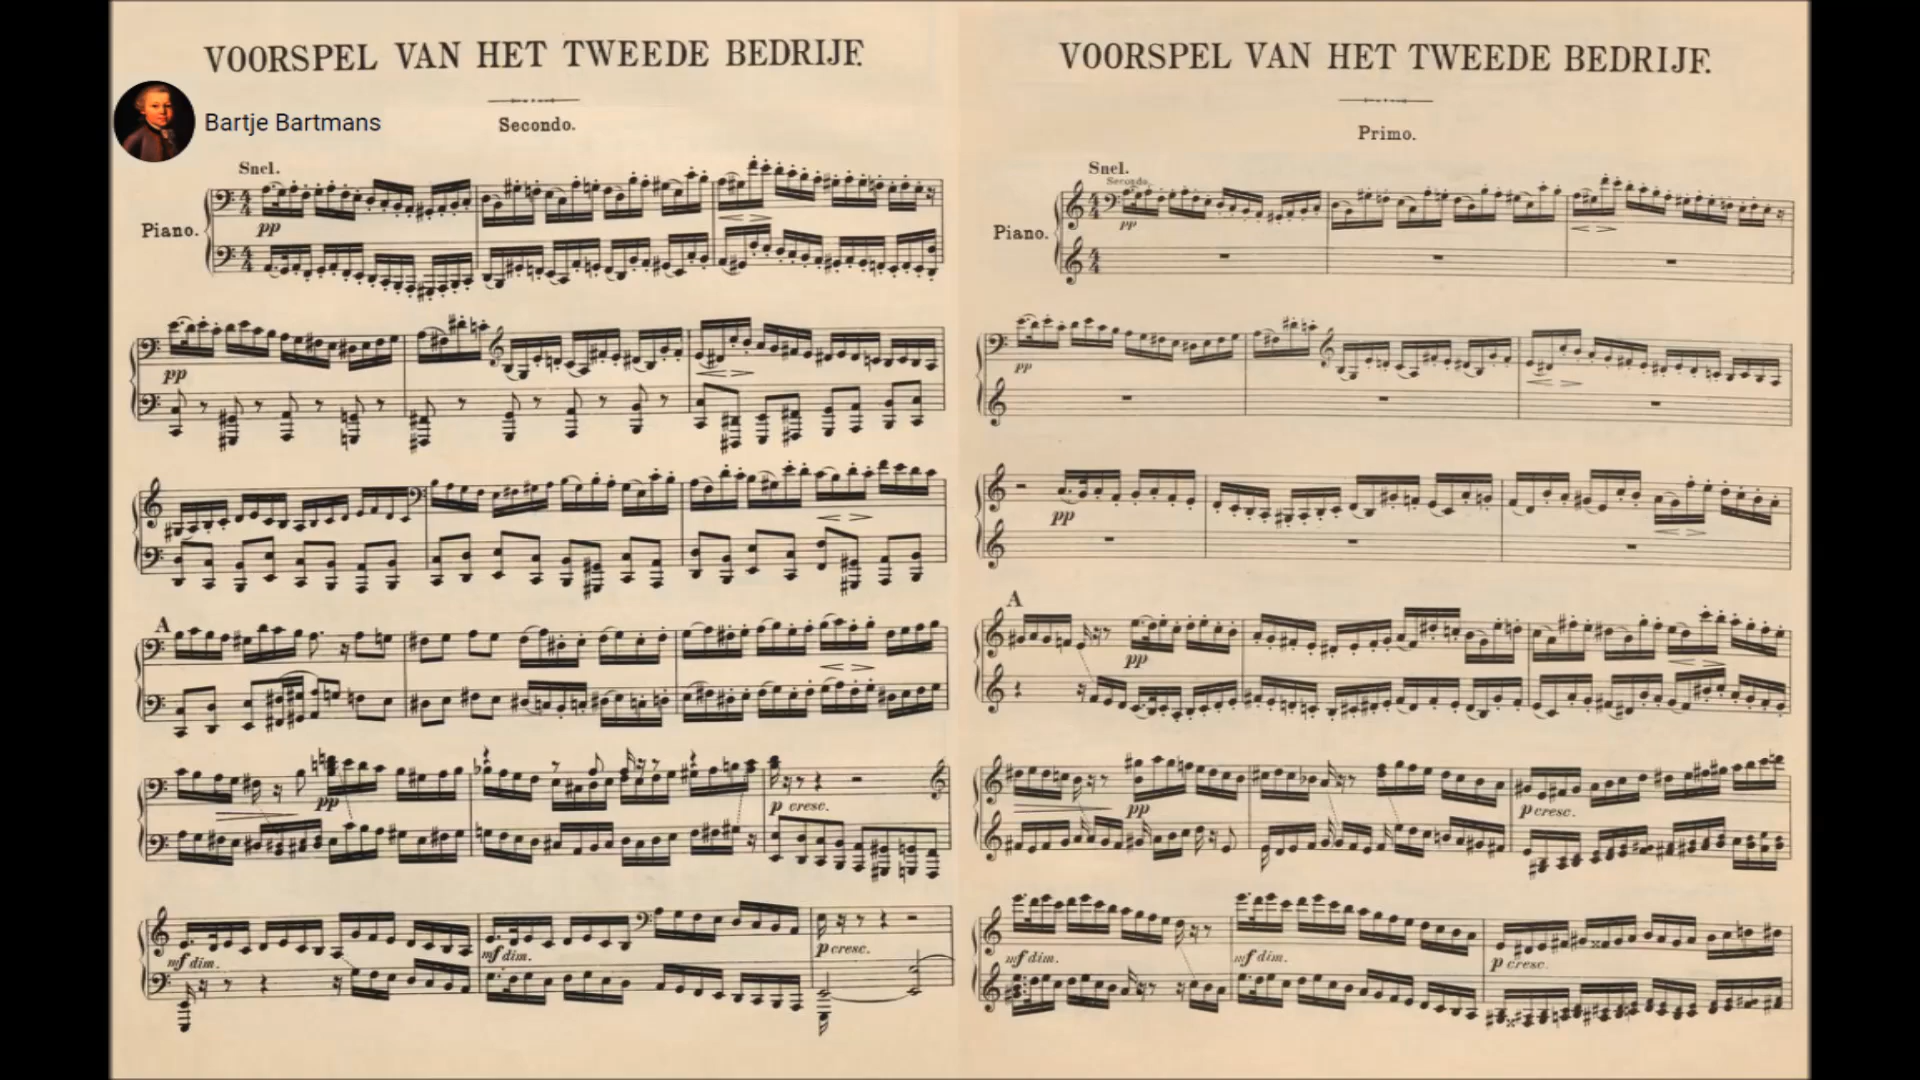 VOORSPEL VAN HET TWEEDE BEDRIJF.
Bartje Bartmans
Secondo.
Snel.
Piano.
pp
pp
A
pp
p cresc.
mf dim.
mf dim.
p cresc.
VOORSPEL VAN HET TWEEDE BEDRIJF.
Primo.
Snel.
Secondo.
Piano.
pp
pp
pp
A
pp
pp
p cresc.
mf dim.
mf dim.
p cresc.